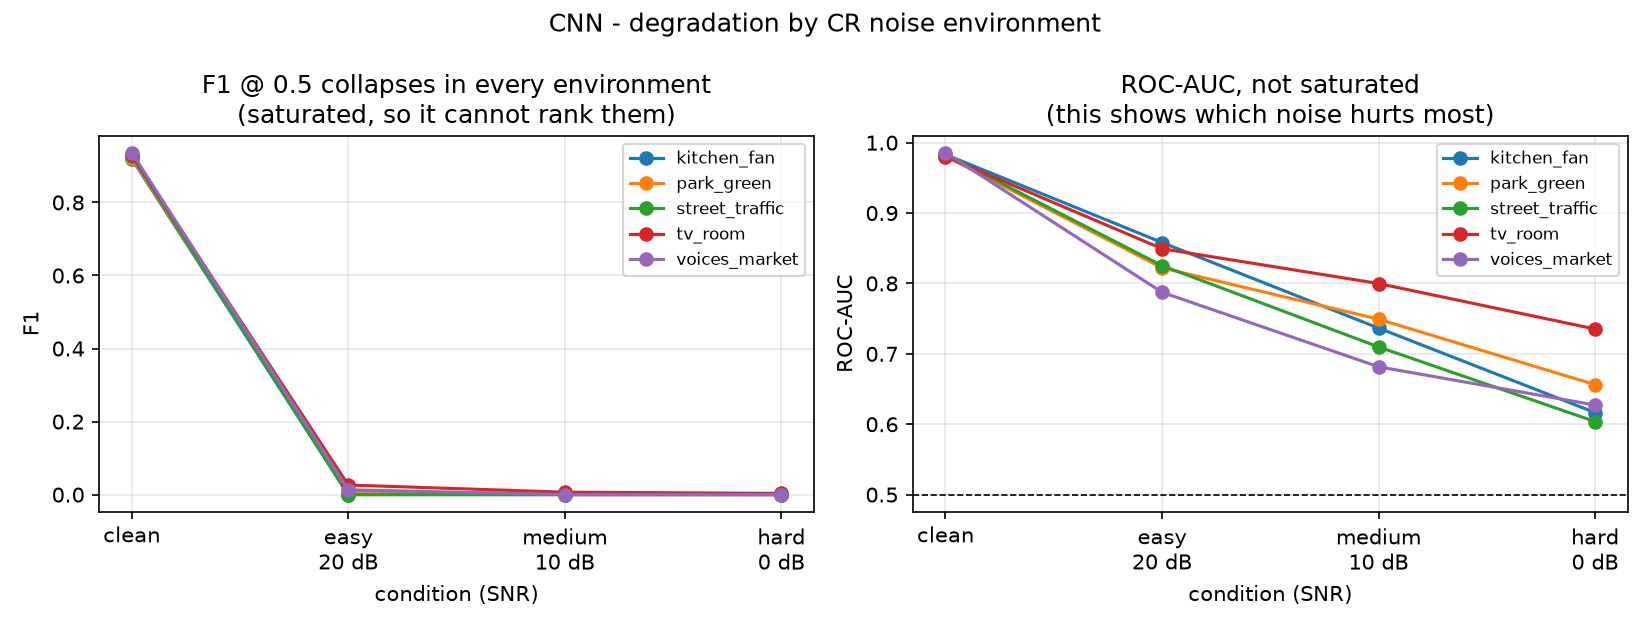 CNN - degradation by CR noise environment
F1 @ 0.5 collapses in every environment
(saturated, so it cannot rank them)
F1
0.8
0.6
0.4
0.2
0.0
kitchen_fan
park_green
street_traffic
tv_room
voices_market
clean
easy
20 dB
medium
10 dB
hard
0 dB
condition (SNR)
ROC-AUC, not saturated
(this shows which noise hurts most)
ROC-AUC
1.0
0.9
0.8
0.7
0.6
0.5
kitchen_fan
park_green
street_traffic
tv_room
voices_market
clean
easy
20 dB
medium
10 dB
hard
0 dB
condition (SNR)